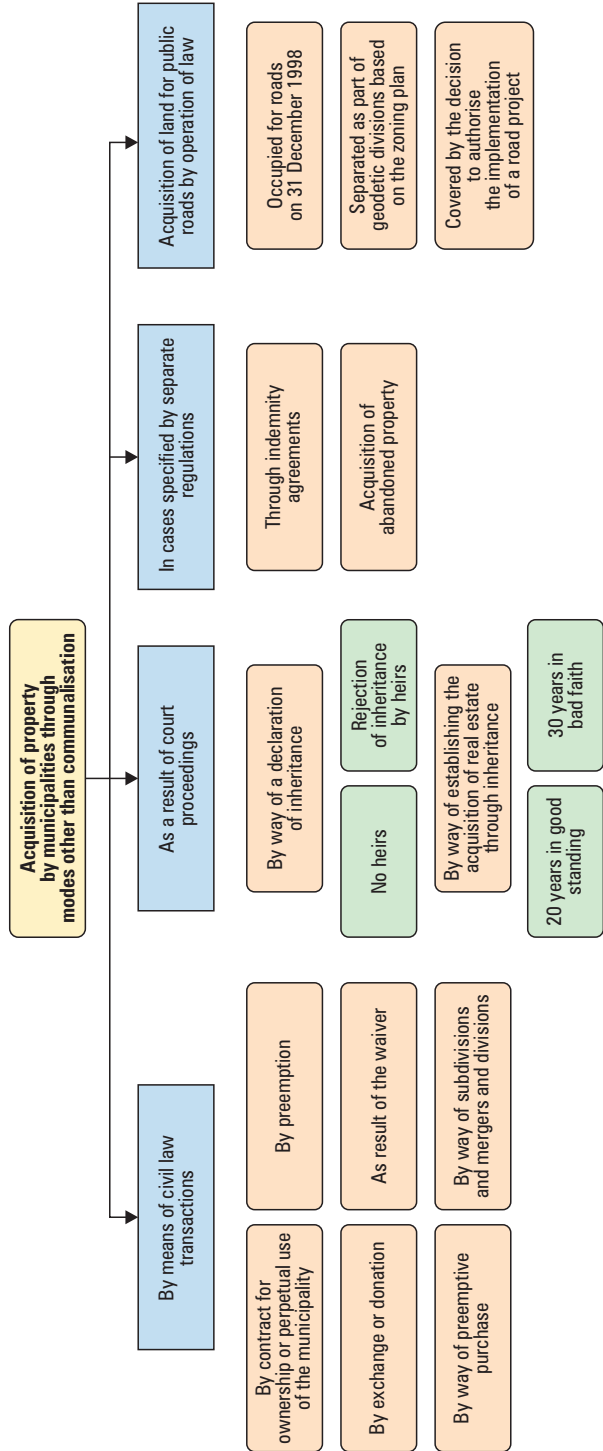 Acquisition of property
by municipalities through
modes other than communalisation
By means of civil law
transactions
By contract for
ownership or perpetual use
of the municipality
By preemption
By exchange or donation
As result of the waiver
By way of preemptive
purchase
By way of subdivisions
and mergers and divisions
As a result of court
proceedings
By way of a declaration
of inheritance
No heirs
Rejection
of inheritance
by heirs
By way of establishing the
acquisition of real estate
through inheritance
20 years in good
standing
30 years in
bad faith
In cases specified by separate
regulations
Through indemnity
agreements
Acquisition of
abandoned property
Acquisition of land for public
roads by operation of law
Occupied for roads
on 31 December 1998
Separated as part of
geodetic divisions based
on the zoning plan
Covered by the decision
to authorise
the implementation
of a road project